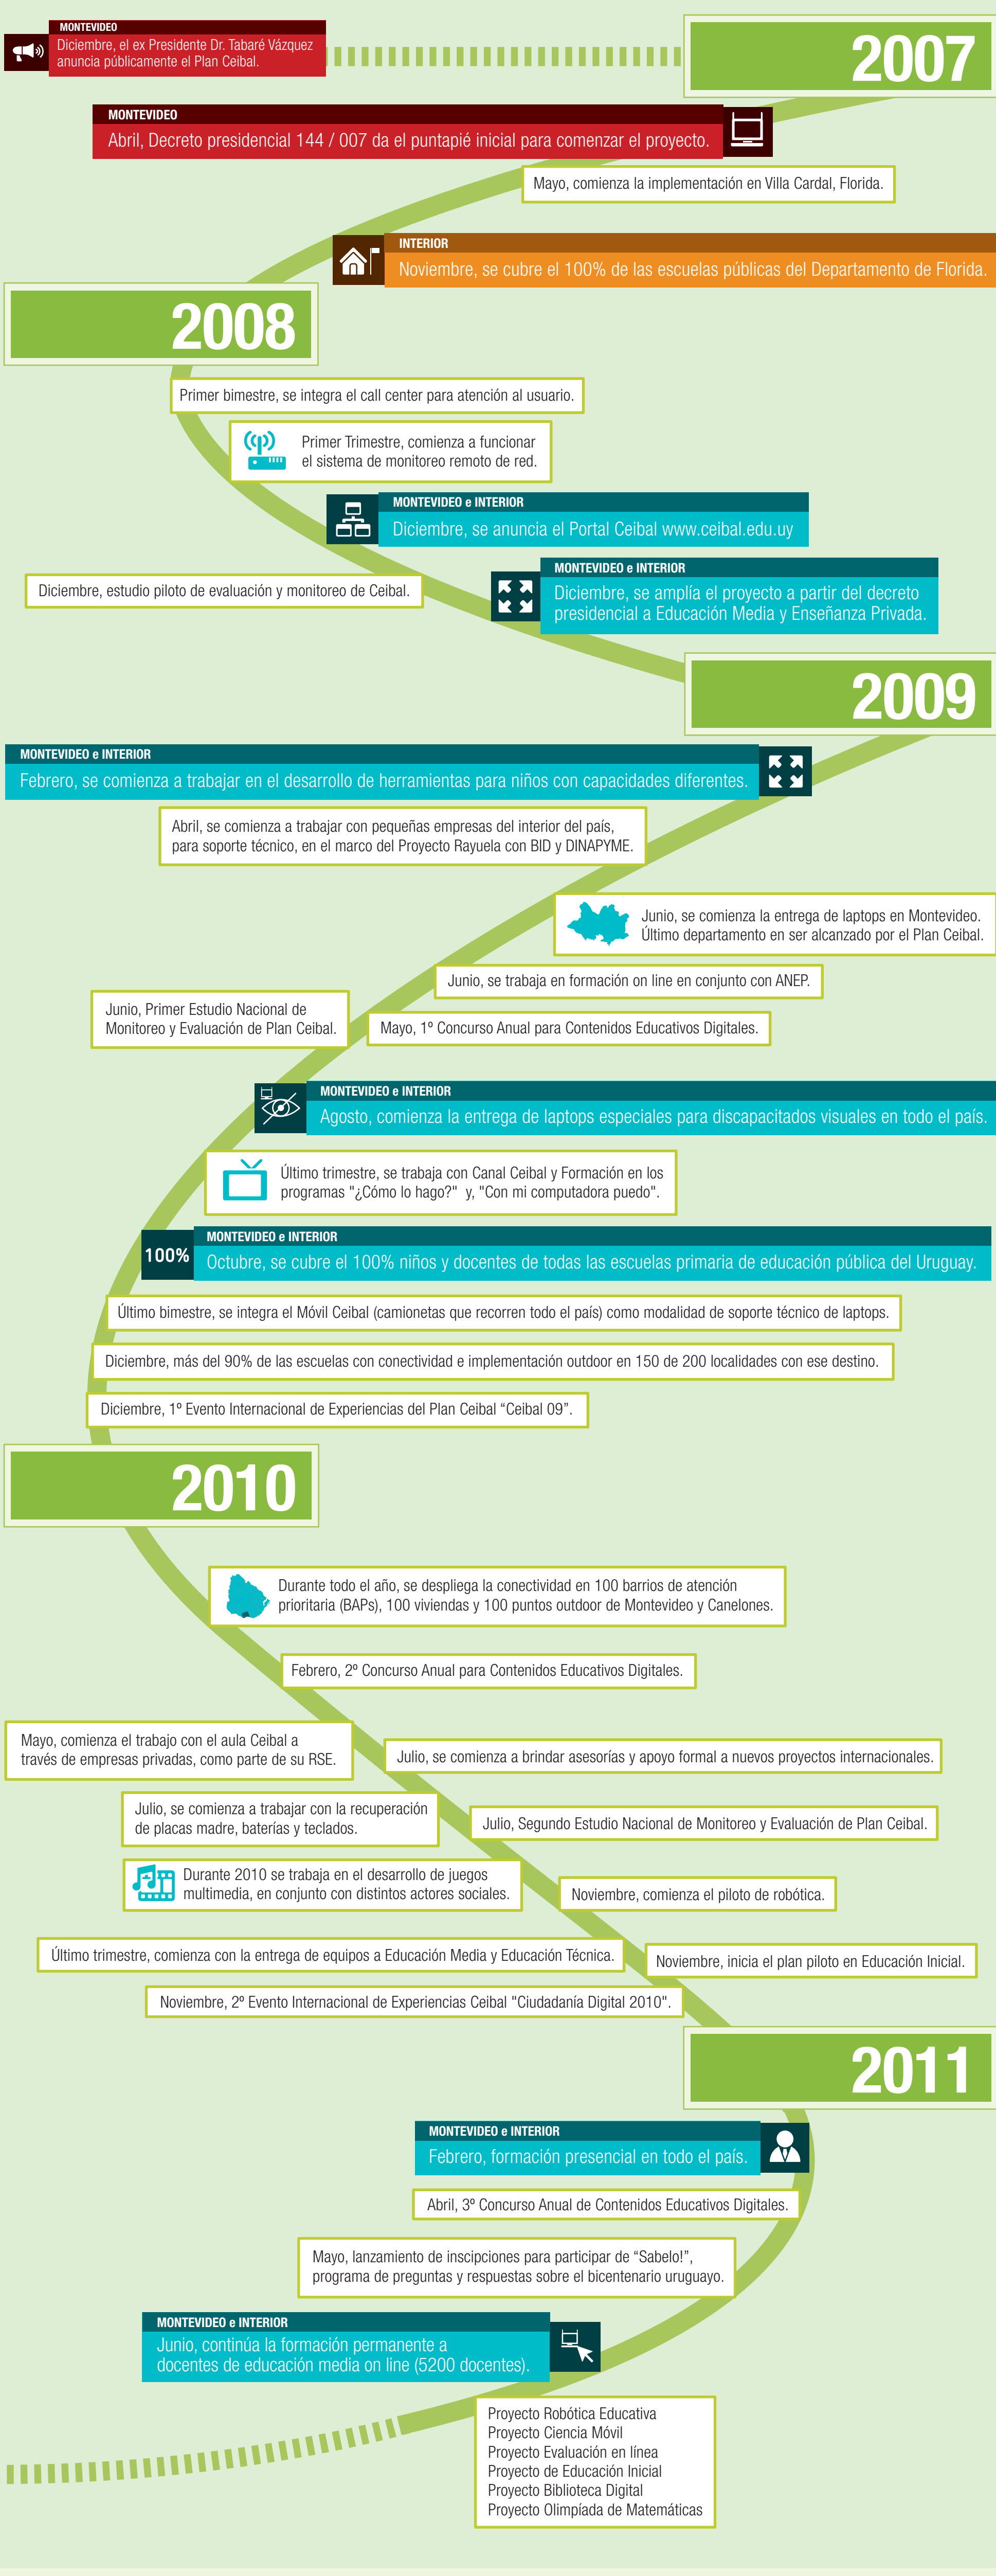 MONTEVIDEO
Diciembre, el ex Presidente Dr. Tabaré Vázquez
anuncia públicamente el Plan Ceibal.
2007
MONTEVIDEO
Abril, Decreto presidencial 144 / 007 da el puntapié inicial para comenzar el proyecto.
Mayo, comienza la implementación en Villa Cardal, Florida.
INTERIOR
Noviembre, se cubre el 100% de las escuelas públicas del Departamento de Florida.
2008
Primer bimestre, se integra el call center para atención al usuario.
Primer Trimestre, comienza a funcionar
el sistema de monitoreo remoto de red.
MONTEVIDEO e INTERIOR
Diciembre, se anuncia el Portal Ceibal www.ceibal.edu.uy
Diciembre, estudio piloto de evaluación y monitoreo de Ceibal.
MONTEVIDEO e INTERIOR
Diciembre, se amplía el proyecto a partir del decreto
presidencial a Educación Media y Enseñanza Privada.
2009
MONTEVIDEO e INTERIOR
Febrero, se comienza a trabajar en el desarrollo de herramientas para niños con capacidades diferentes.
Abril, se comienza a trabajar con pequeñas empresas del interior del país,
para soporte técnico, en el marco del Proyecto Rayuela con BID y DINAPYME.
Junio, se comienza la entrega de laptops en Montevideo.
Último departamento en ser alcanzado por el Plan Ceibal.
Junio, se trabaja en formación on line en conjunto con ANEP.
Junio, Primer Estudio Nacional de
Monitoreo y Evaluación de Plan Ceibal.
Mayo, 1º Concurso Anual para Contenidos Educativos Digitales.
MONTEVIDEO e INTERIOR
Agosto, comienza la entrega de laptops especiales para discapacitados visuales en todo el país.
Último trimestre, se trabaja con Canal Ceibal y Formación en los
programas "¿Cómo lo hago?" y, "Con mi computadora puedo".
100%
MONTEVIDEO e INTERIOR
Octubre, se cubre el 100% niños y docentes de todas las escuelas primaria de educación pública del Uruguay.
Último bimestre, se integra el Móvil Ceibal (camionetas que recorren todo el país) como modalidad de soporte técnico de laptops.
Diciembre, más del 90% de las escuelas con conectividad e implementación outdoor en 150 de 200 localidades con ese destino.
Diciembre, 1º Evento Internacional de Experiencias del Plan Ceibal “Ceibal 09”.
2010
Durante todo el año, se despliega la conectividad en 100 barrios de atención
prioritaria (BAPs), 100 viviendas y 100 puntos outdoor de Montevideo y Canelones.
Febrero, 2º Concurso Anual para Contenidos Educativos Digitales.
Mayo, comienza el trabajo con el aula Ceibal a
través de empresas privadas, como parte de su RSE.
Julio, se comienza a brindar asesorías y apoyo formal a nuevos proyectos internacionales.
Julio, se comienza a trabajar con la recuperación
de placas madre, baterías y teclados.
Julio, Segundo Estudio Nacional de Monitoreo y Evaluación de Plan Ceibal.
Durante 2010 se trabaja en el desarrollo de juegos
multimedia, en conjunto con distintos actores sociales.
Noviembre, comienza el piloto de robótica.
Último trimestre, comienza con la entrega de equipos a Educación Media y Educación Técnica.
Noviembre, inicia el plan piloto en Educación Inicial.
Noviembre, 2º Evento Internacional de Experiencias Ceibal "Ciudadanía Digital 2010".
2011
MONTEVIDEO e INTERIOR
Febrero, formación presencial en todo el país.
Abril, 3º Concurso Anual de Contenidos Educativos Digitales.
Mayo, lanzamiento de inscipciones para participar de “Sabelo!”,
programa de preguntas y respuestas sobre el bicentenario uruguayo.
MONTEVIDEO e INTERIOR
Junio, continúa la formación permanente a
docentes de educación media on line (5200 docentes).
Proyecto Robótica Educativa
Proyecto Ciencia Móvil
Proyecto Evaluación en línea
Proyecto de Educación Inicial
Proyecto Biblioteca Digital
Proyecto Olimpíada de Matemáticas